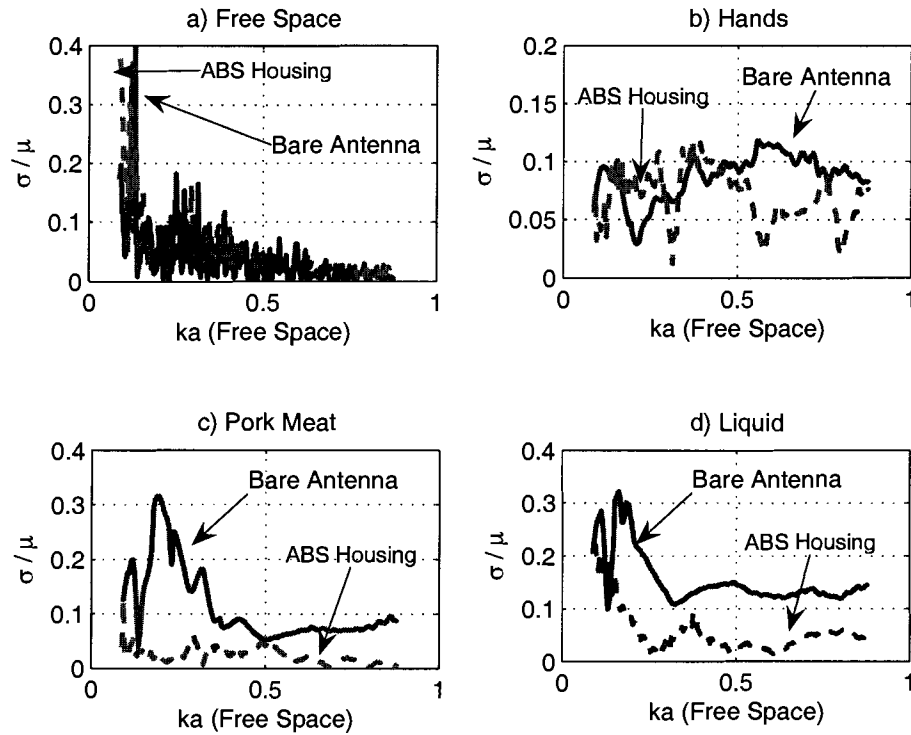 a) Free Space
0.4
0.3
0.2
0.1
0
σ / μ
ABS Housing
Bare Antenna
0
0.5
1
ka (Free Space)
b) Hands
0.2
0.15
0.1
0.05
0
σ / μ
ABS Housing
Bare Antenna
0
0.5
1
ka (Free Space)
c) Pork Meat
0.4
0.3
0.2
0.1
0
σ / μ
Bare Antenna
ABS Housing
0
0.5
1
ka (Free Space)
d) Liquid
0.4
0.3
0.2
0.1
0
σ / μ
Bare Antenna
ABS Housing
0
0.5
1
ka (Free Space)